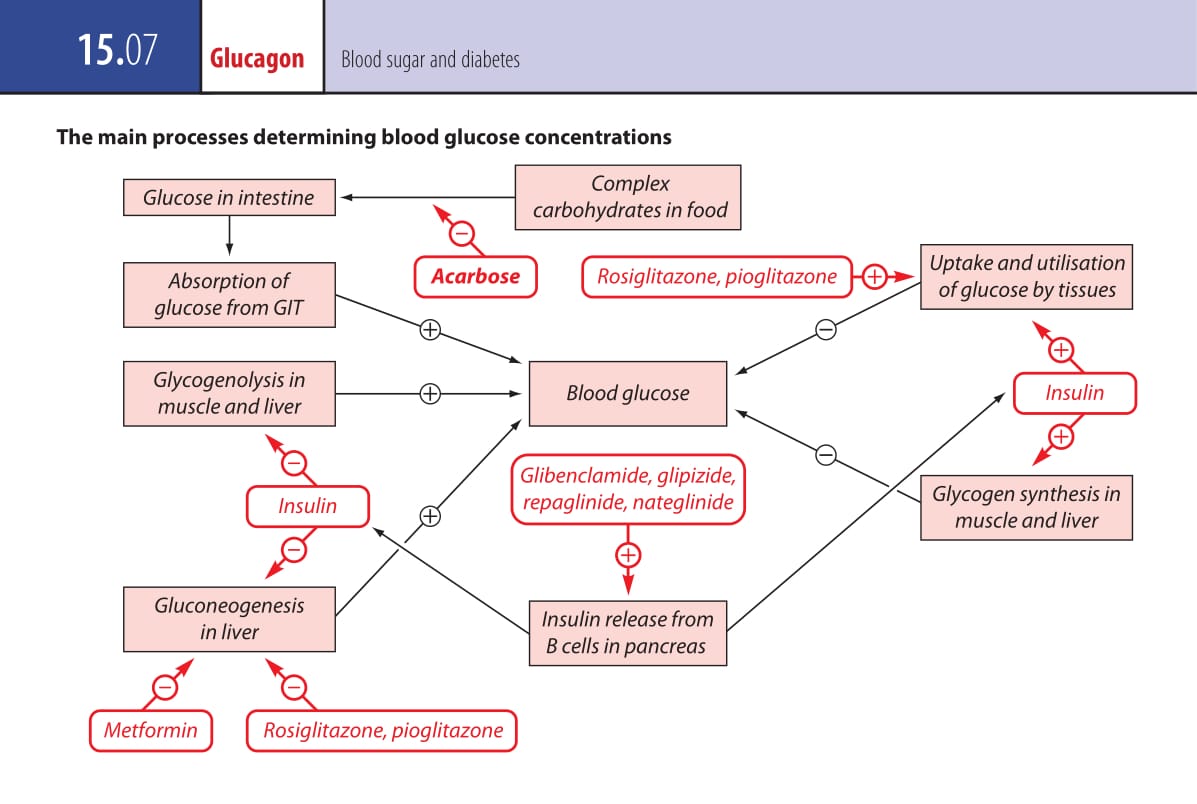 15.07
Glucagon
Blood sugar and diabetes
The main processes determining blood glucose concentrations
Glucose in intestine
Complex
carbohydrates in food
Absorption of
glucose from GIT
−
Acarbose
Rosiglitazone, pioglitazone
+
Uptake and utilisation
of glucose by tissues
+
−
Glycogenolysis in
muscle and liver
+
Blood glucose
+
Insulin
+
−
Insulin
−
+
Glibenclamide, glipizide,
repaglinide, nateglinide
+
−
Glycogen synthesis in
muscle and liver
Gluconeogenesis
in liver
Insulin release from
B cells in pancreas
−
Metformin
−
Rosiglitazone, pioglitazone